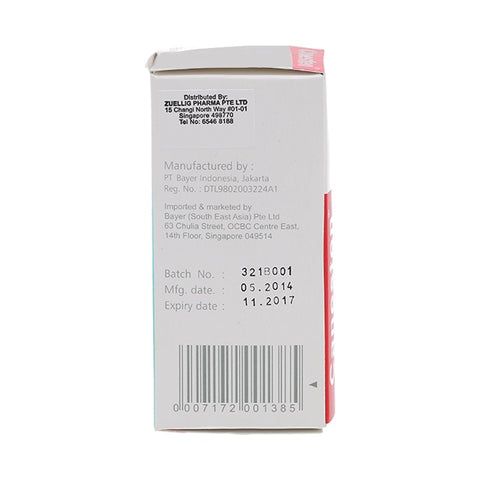 Distributed By:
ZUELLIG PHARMA PTE LTD
15 Changi North Way #01-01
Singapore 498770
Tel No: 6546 8188
Manufactured by :
PT Bayer Indonesia, Jakarta
Reg. No. : DTL9802003224A1
Imported & marketed by
Bayer (South East Asia) Pte Ltd
63 Chulia Street, OCBC Centre East,
14th Floor, Singapore 049514
Batch No. : 321B001
Mfg. date. : 05.2014
Expiry date : 11.2017
0 007172 001385